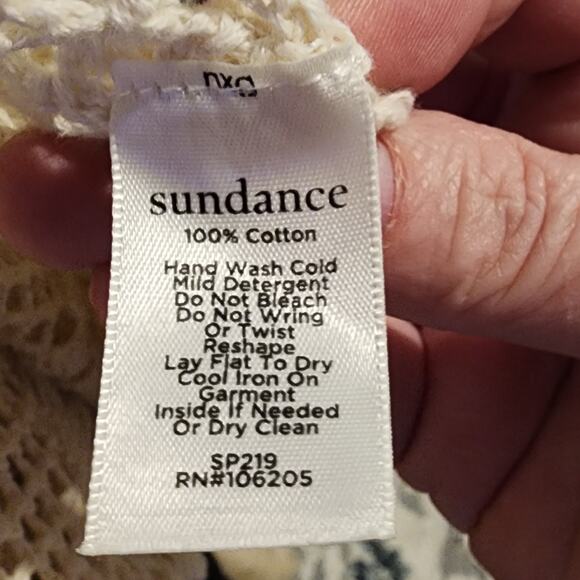 sundance
100% Cotton
Hand Wash Cold
Mild Detergent
Do Not Bleach
Do Not Wring
Or Twist
Reshape
Lay Flat To Dry
Cool Iron On
Garment
Inside If Needed
Or Dry Clean
SP219
RN#106205